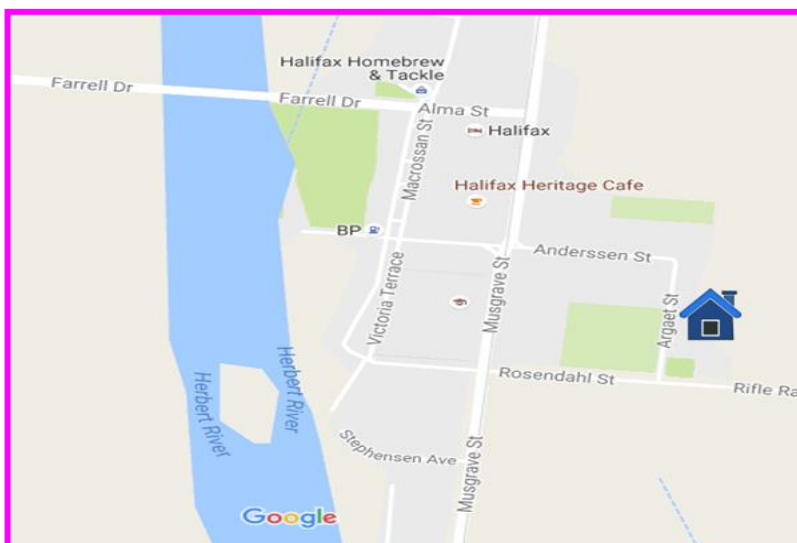 Halifax Homebrew
& Tackle
Farrell Dr
Farrell Dr
Alma St
Macrossan St
Halifax
Halifax Heritage Cafe
BP
Anderssen St
Victoria Terrace
Musgrave St
Argaet St
Herbert River
Herbert River
Rosendahl St
Rifle Ra
Stephensen Ave
Musgrave St
Google